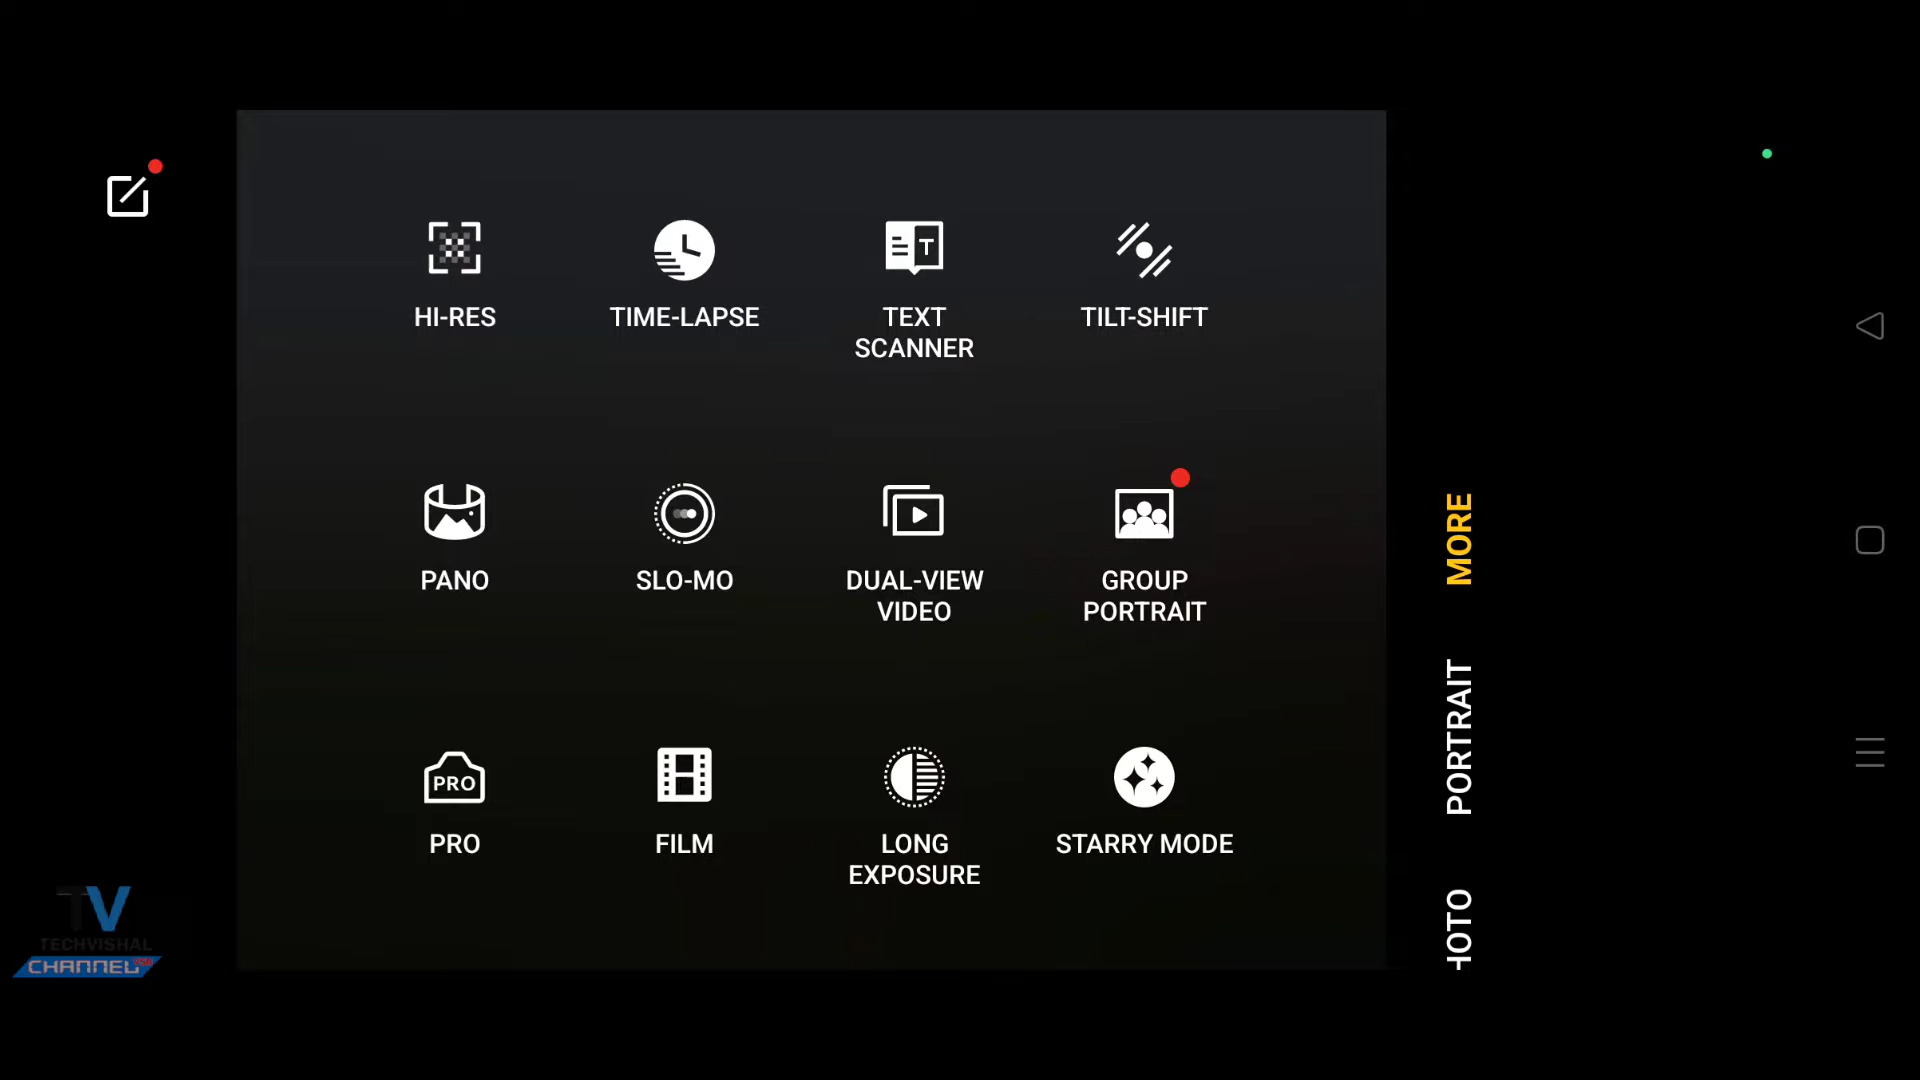 HI-RES
TIME-LAPSE
TEXT
SCANNER
TILT-SHIFT
PANO
SLO-MO
DUAL-VIEW
VIDEO
GROUP
PORTRAIT
PRO
PRO
FILM
LONG
EXPOSURE
STARRY MODE
MORE
PORTRAIT
HOTO
TV
TECHVISHAL
CHANNEL